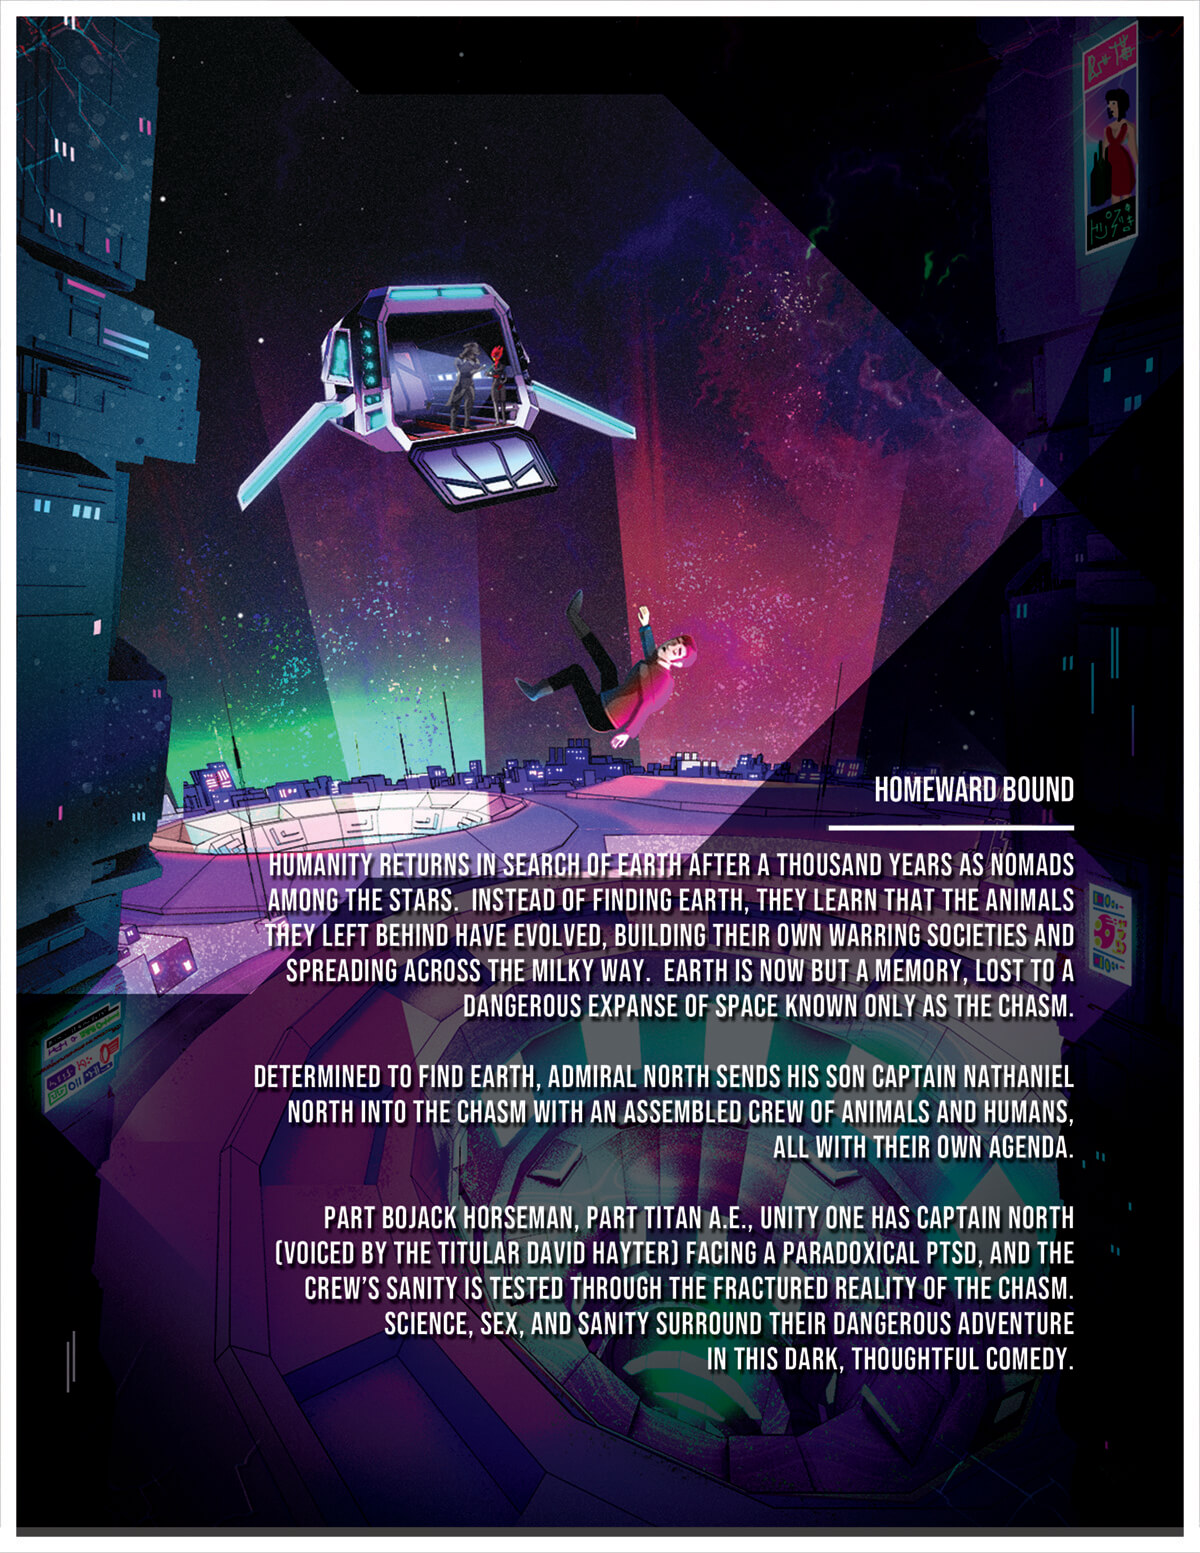 HOMEWARD BOUND
HUMANITY RETURNS IN SEARCH OF EARTH AFTER A THOUSAND YEARS AS NOMADS
AMONG THE STARS. INSTEAD OF FINDING EARTH, THEY LEARN THAT THE ANIMALS
THEY LEFT BEHIND HAVE EVOLVED, BUILDING THEIR OWN WARRING SOCIETIES AND
SPREADING ACROSS THE MILKY WAY. EARTH IS NOW BUT A MEMORY, LOST TO A
DANGEROUS EXPANSE OF SPACE KNOWN ONLY AS THE CHASM.
DETERMINED TO FIND EARTH, ADMIRAL NORTH SENDS HIS SON CAPTAIN NATHANIEL
NORTH INTO THE CHASM WITH AN ASSEMBLED CREW OF ANIMALS AND HUMANS,
ALL WITH THEIR OWN AGENDA.
PART BOJACK HORSEMAN, PART TITAN A.E., UNITY ONE HAS CAPTAIN NORTH
(VOICED BY THE TITULAR DAVID HAYTER) FACING A PARADOXICAL PTSD, AND THE
CREW'S SANITY IS TESTED THROUGH THE FRACTURED REALITY OF THE CHASM.
SCIENCE, SEX, AND SANITY SURROUND THEIR DANGEROUS ADVENTURE
IN THIS DARK, THOUGHTFUL COMEDY.